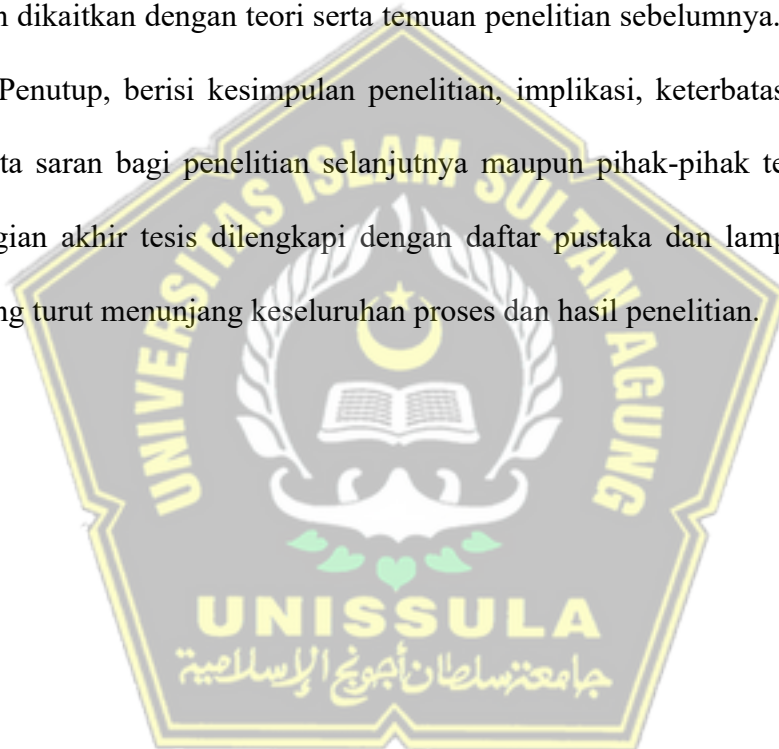 n dikaitkan dengan teori serta temuan penelitian sebelumnya.
Penutup, berisi kesimpulan penelitian, implikasi, keterbatas
ta saran bagi penelitian selanjutnya maupun pihak-pihak te
gian akhir tesis dilengkapi dengan daftar pustaka dan lamp
ng turut menunjang keseluruhan proses dan hasil penelitian.
UNIVERSITAS ISLAM SULTAN AGUNG
UNISSULA
جامعتسلطان أجونج الإسلامية